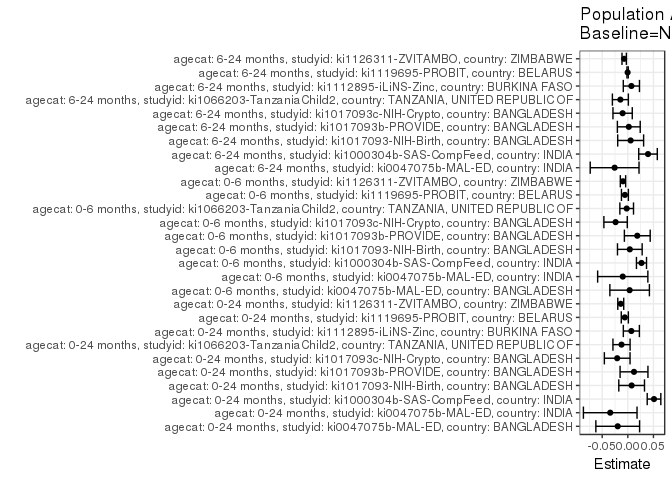 Population
Baseline=N
agecat: 6-24 months, studyid: ki1126311-ZVITAMBO, country: ZIMBABWE
agecat: 6-24 months, studyid: ki1119695-PROBIT, country: BELARUS
agecat: 6-24 months, studyid: ki1112895-iLiNS-Zinc, country: BURKINA FASO
agecat: 6-24 months, studyid: ki1066203-TanzaniaChild2, country: TANZANIA, UNITED REPUBLIC OF
agecat: 6-24 months, studyid: ki1017093c-NIH-Crypto, country: BANGLADESH
agecat: 6-24 months, studyid: ki1017093b-PROVIDE, country: BANGLADESH
agecat: 6-24 months, studyid: ki1017093-NIH-Birth, country: BANGLADESH
agecat: 6-24 months, studyid: ki1000304b-SAS-CompFeed, country: INDIA
agecat: 6-24 months, studyid: ki0047075b-MAL-ED, country: INDIA
agecat: 0-6 months, studyid: ki1126311-ZVITAMBO, country: ZIMBABWE
agecat: 0-6 months, studyid: ki1119695-PROBIT, country: BELARUS
agecat: 0-6 months, studyid: ki1066203-TanzaniaChild2, country: TANZANIA, UNITED REPUBLIC OF
agecat: 0-6 months, studyid: ki1017093c-NIH-Crypto, country: BANGLADESH
agecat: 0-6 months, studyid: ki1017093b-PROVIDE, country: BANGLADESH
agecat: 0-6 months, studyid: ki1017093-NIH-Birth, country: BANGLADESH
agecat: 0-6 months, studyid: ki1000304b-SAS-CompFeed, country: INDIA
agecat: 0-6 months, studyid: ki0047075b-MAL-ED, country: INDIA
agecat: 0-6 months, studyid: ki0047075b-MAL-ED, country: BANGLADESH
agecat: 0-24 months, studyid: ki1126311-ZVITAMBO, country: ZIMBABWE
agecat: 0-24 months, studyid: ki1119695-PROBIT, country: BELARUS
agecat: 0-24 months, studyid: ki1112895-iLiNS-Zinc, country: BURKINA FASO
agecat: 0-24 months, studyid: ki1066203-TanzaniaChild2, country: TANZANIA, UNITED REPUBLIC OF
agecat: 0-24 months, studyid: ki1017093c-NIH-Crypto, country: BANGLADESH
agecat: 0-24 months, studyid: ki1017093b-PROVIDE, country: BANGLADESH
agecat: 0-24 months, studyid: ki1017093-NIH-Birth, country: BANGLADESH
agecat: 0-24 months, studyid: ki1000304b-SAS-CompFeed, country: INDIA
agecat: 0-24 months, studyid: ki0047075b-MAL-ED, country: INDIA
agecat: 0-24 months, studyid: ki0047075b-MAL-ED, country: BANGLADESH
-0.05 0.00 0.05
Estimate